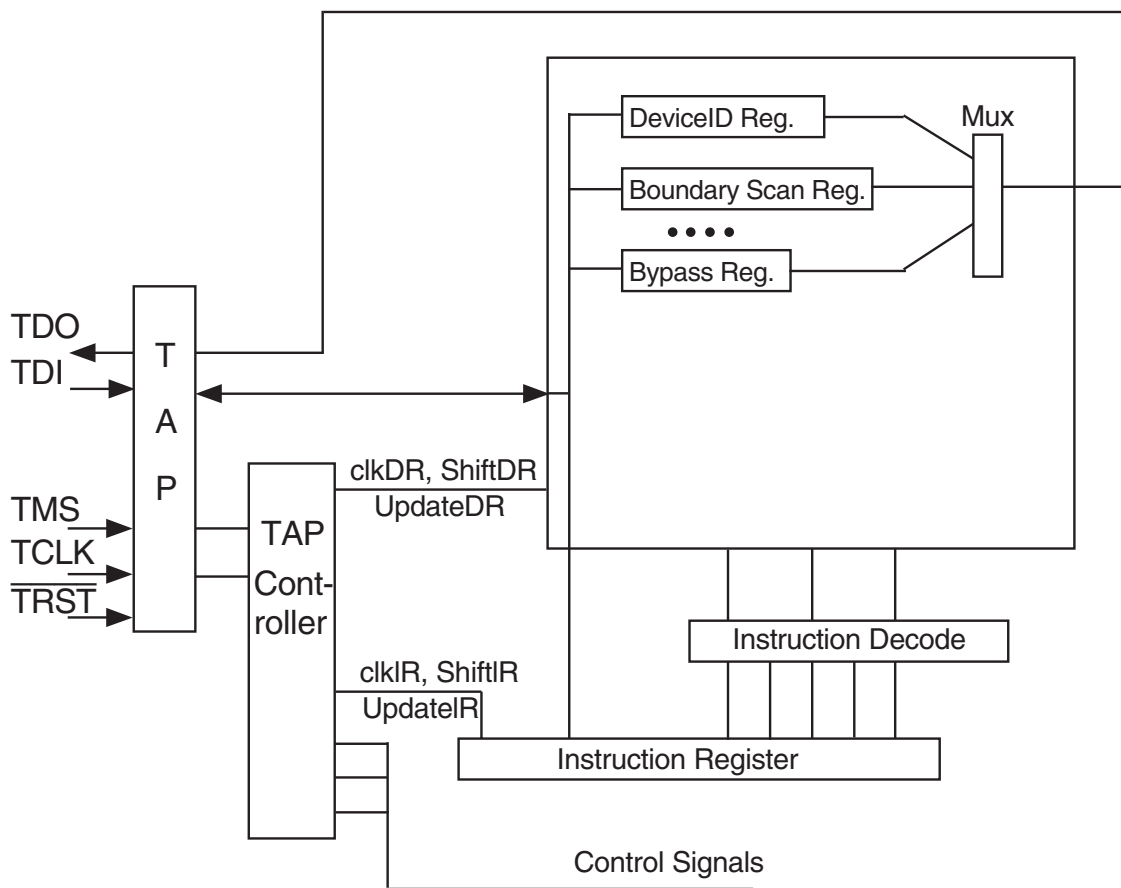 DeviceID Reg.
Mux
Boundary Scan Reg.
Bypass Reg.
TDO
TDI
T
A
P
TMS
TCLK
TRST
TAP
Cont-
roller
clkDR, ShiftDR
UpdateDR
Instruction Decode
clkIR, ShiftIR
UpdateIR
Instruction Register
Control Signals